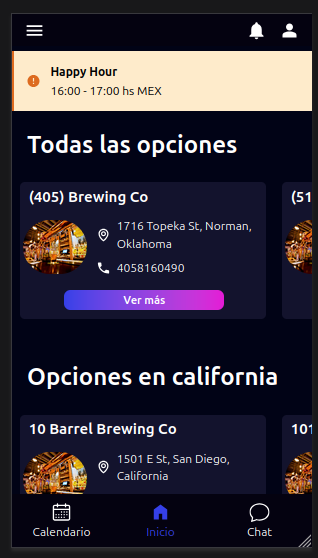 Happy Hour
16:00 - 17:00 hs MEX
Todas las opciones
(405) Brewing Co
(51
1716 Topeka St, Norman,
Oklahoma
4058160490
Ver más
Opciones en california
10 Barrel Brewing Co
101
1501 E St, San Diego,
California
Calendario
Inicio
Chat